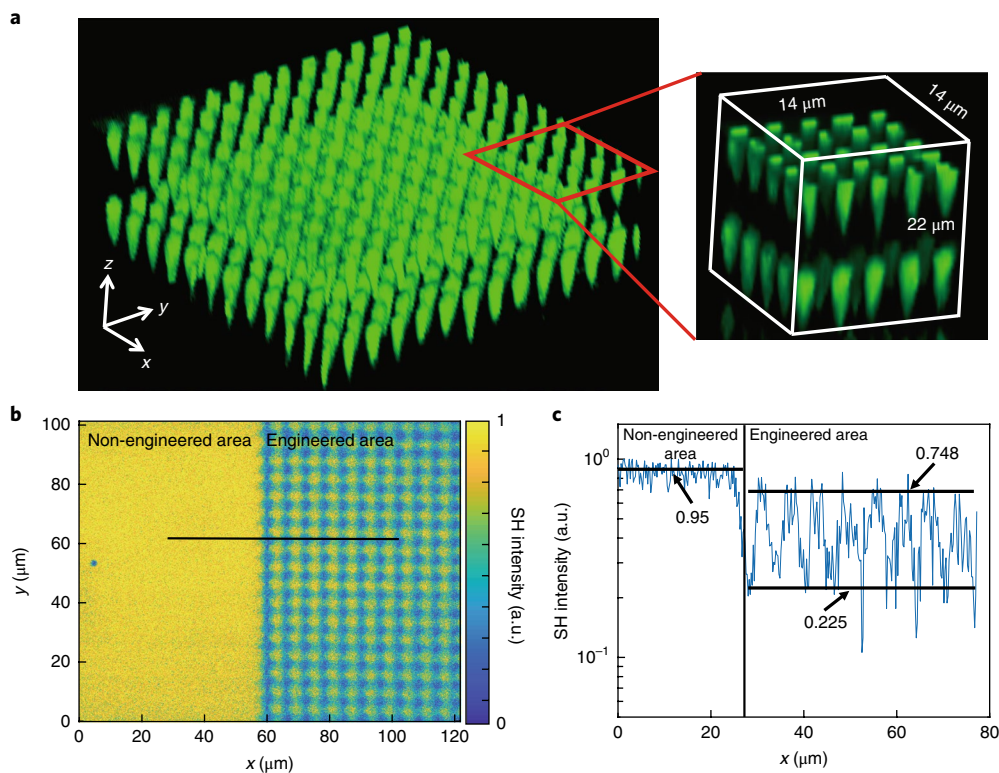 a
14 μm
14 μm
22 μm
z
y
x
b
Non-engineered area
Engineered area
100
80
60
40
20
0
0
20
40
60
80
100
120
x (μm)
y (μm)
1
0
SH intensity (a.u.)
c
Non-engineered
area
Engineered area
10⁰
10⁻¹
0.95
0.748
0.225
0
20
40
60
80
x (μm)
SH intensity (a.u.)